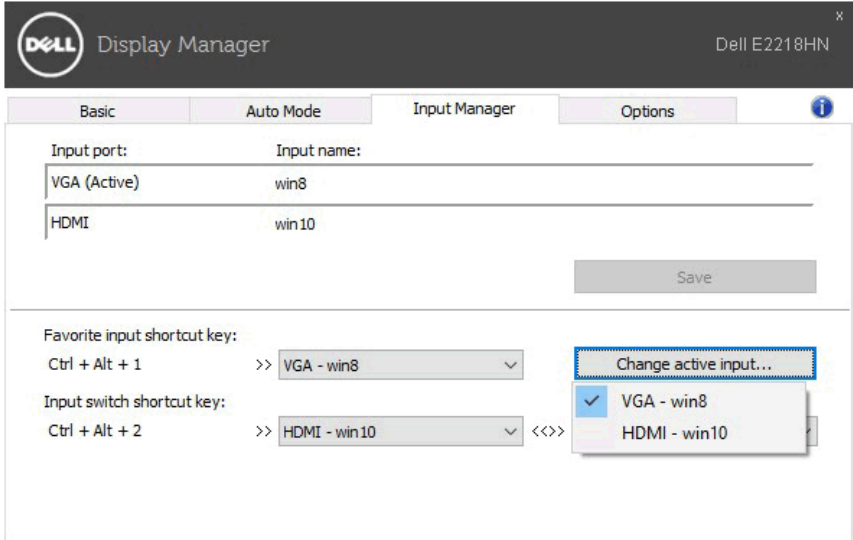 x
DELL Display Manager Dell E2218HN
Basic Auto Mode Input Manager Options i
Input port: Input name:
VGA (Active) win8
HDMI win10
Save
Favorite input shortcut key:
Ctrl + Alt + 1 >> VGA - win8 Change active input...
Input switch shortcut key:
VGA - win8
Ctrl + Alt + 2 >> HDMI - win10 <<>> HDMI - win10